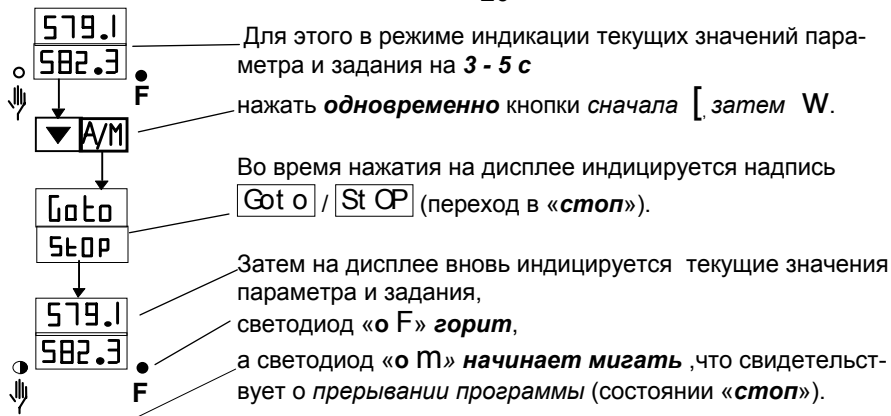 579.1
582.3
F
Для этого в режиме индикации текущих значений пара-
метра и задания на 3 - 5 с
нажать одновременно кнопки сначала [, затем W.
▼ A/M
Во время нажатия на дисплее индицируется надпись
Got o / St OP (переход в «стоп»).
Goto
StOP
Затем на дисплее вновь индицируется текущие значения
параметра и задания,
светодиод «o F» горит,
а светодиод «o m» начинает мигать ,что свидетельст-
вует о прерывании программы (состоянии «стоп»).
579.1
582.3
F